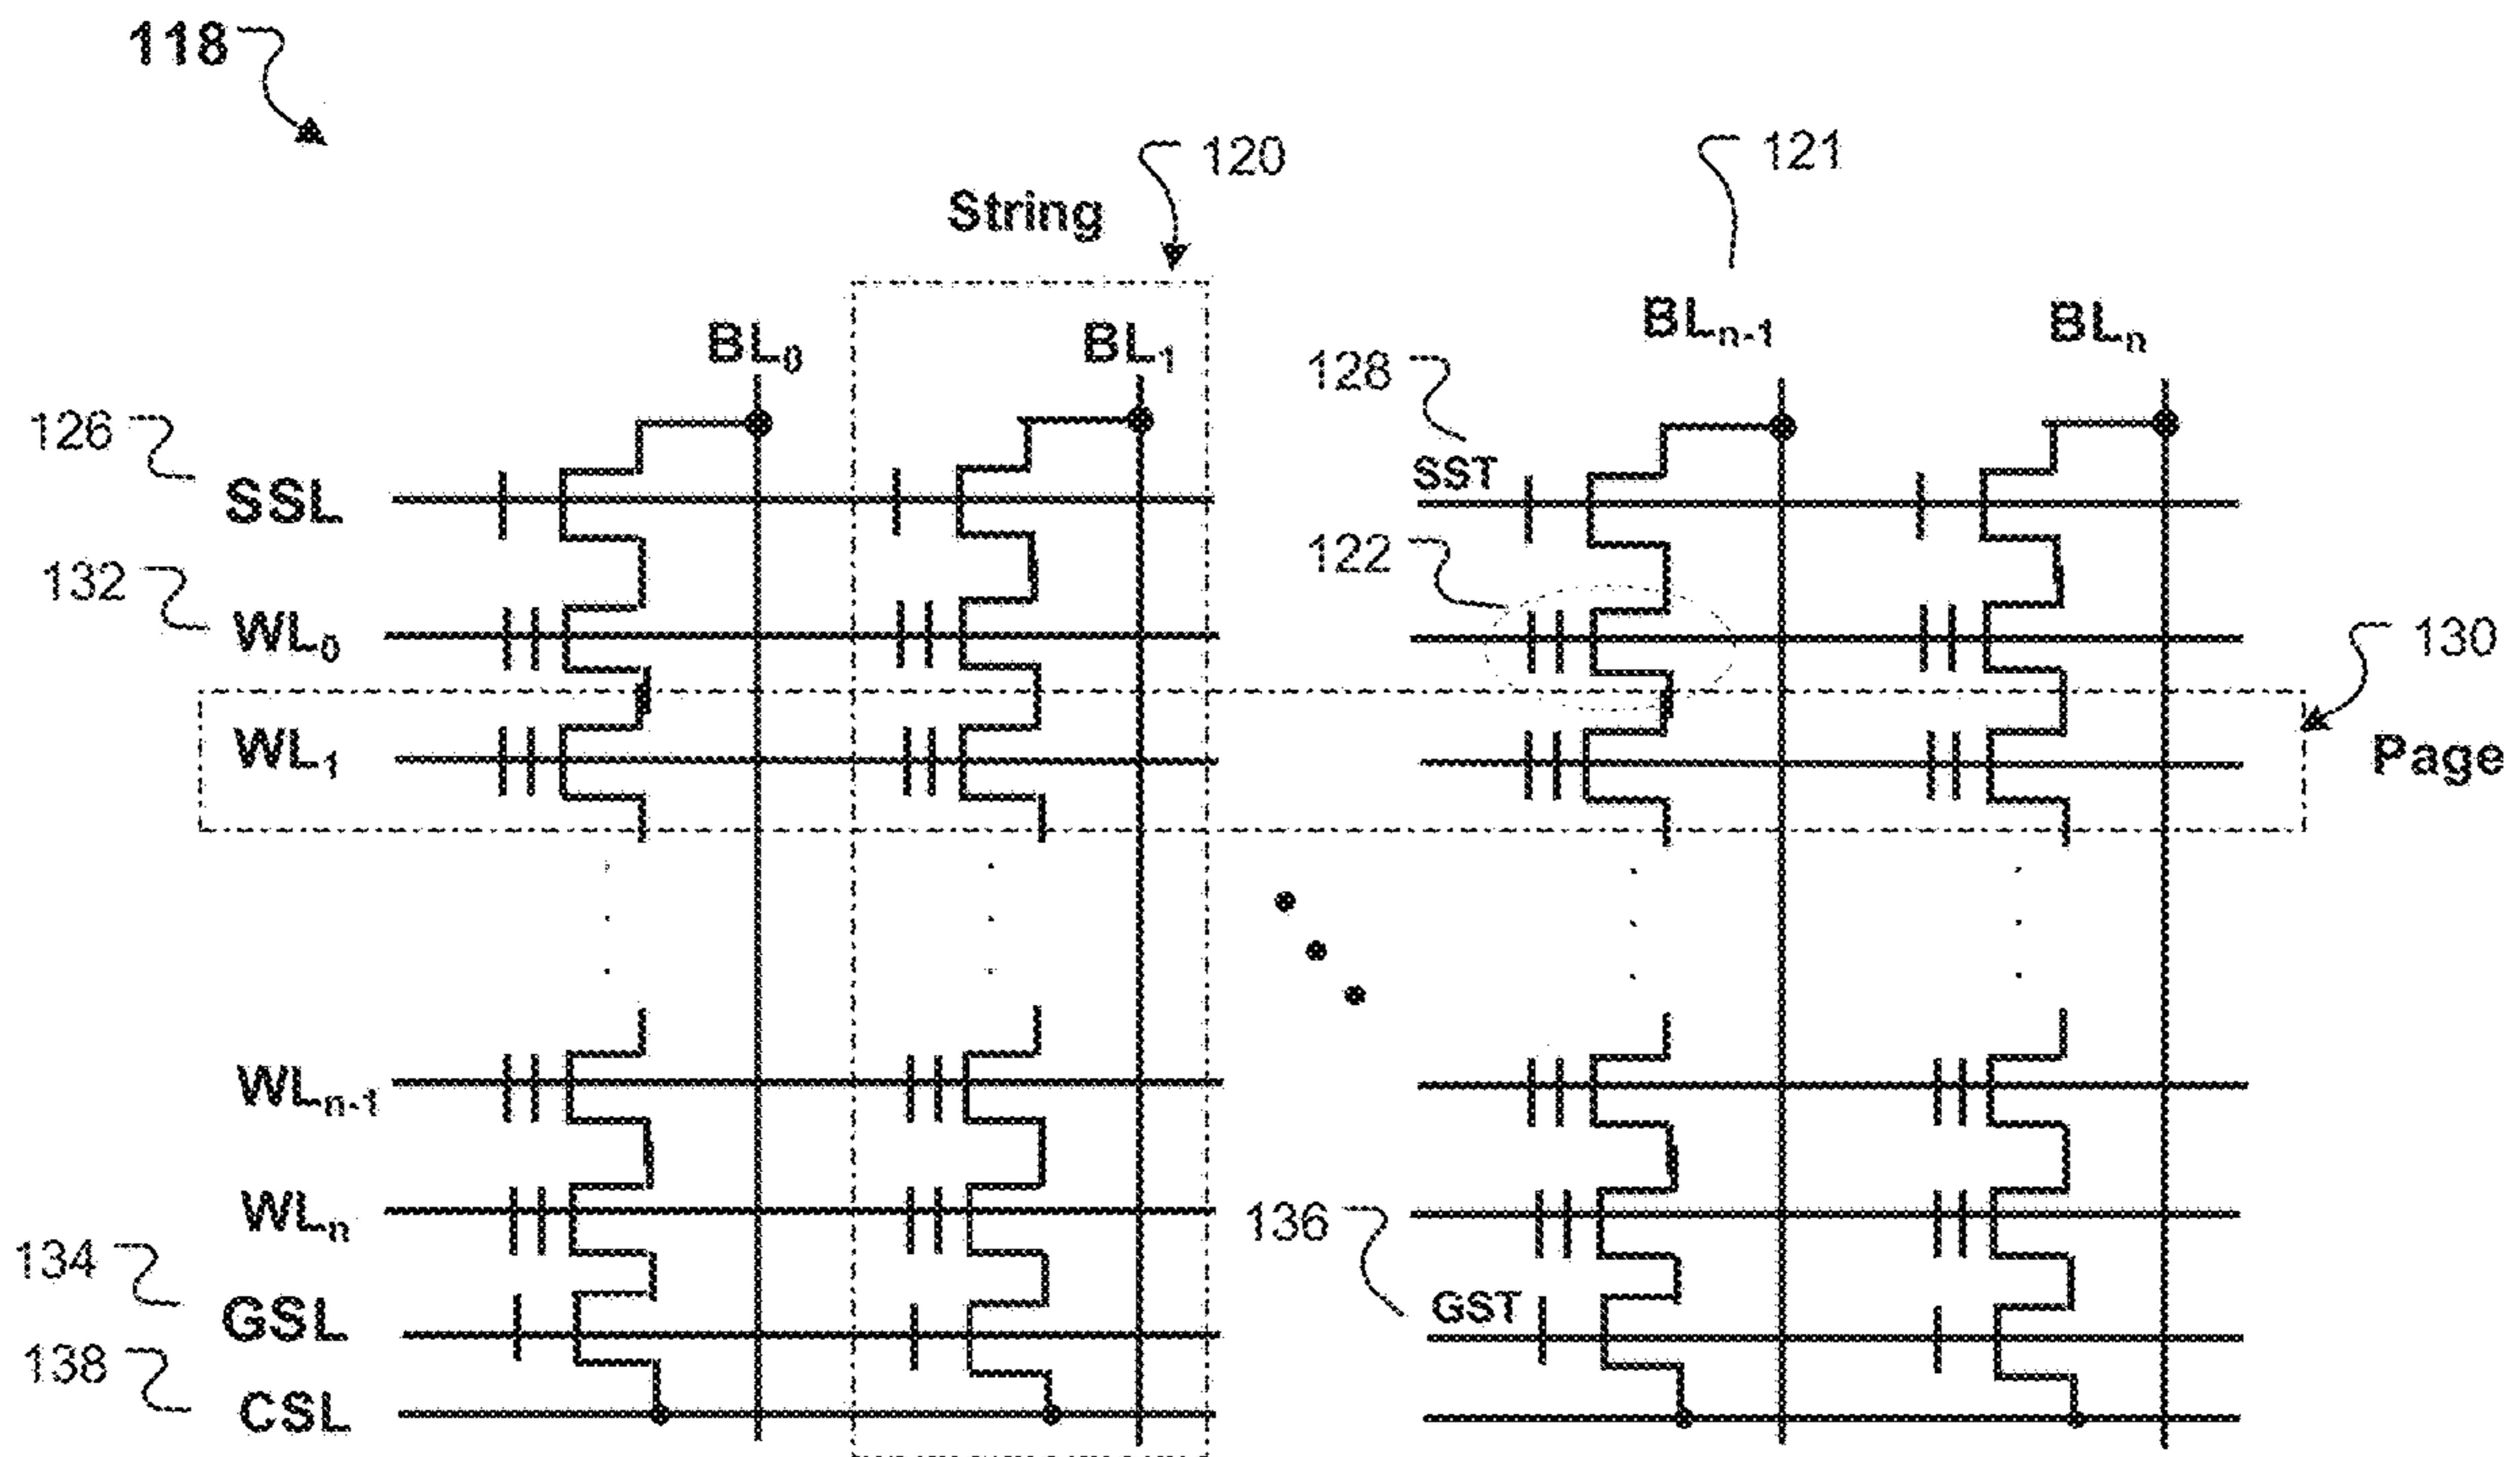 118
120
121
String
BL0
BL1
BLn-1
BLn
128
126
SST
SSL
122
132
WL0
130
WL1
Page
WLn-1
WLn
136
134
GST
GSL
138
CSL